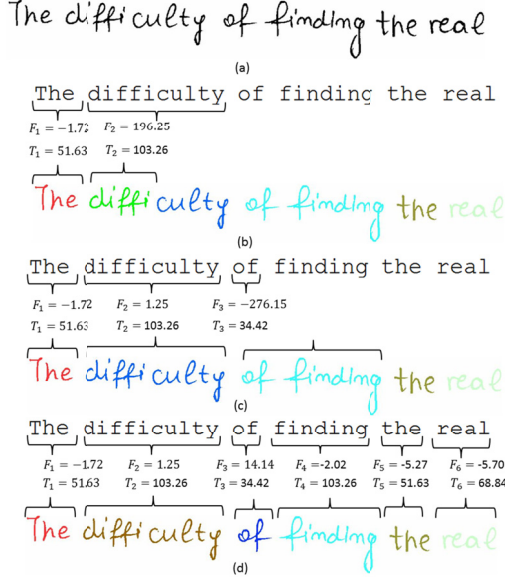 The difficulty of finding the real
(a)
The difficulty of finding the real
F₁ = −1.72 F₂ − 196.25
T₁ = 51.63 T₂ = 103.26
The difficulty of finding the real
(b)
The difficulty of finding the real
F₁ = −1.72 F₂ = 1.25 F₃ = −276.15
T₁ = 51.63 T₂ = 103.26 T₃ = 34.42
The difficulty of finding the real
(c)
The difficulty of finding the real
F₁ = −1.72 F₂ = 1.25 F₃ = 14.14 F₄ =-2.02 F₅ = -5.27 F₆ = -5.70
T₁ = 51.63 T₂ = 103.26 T₃ = 34.42 T₄ = 103.26 T₅ = 51.63 T₆ = 68.84
The difficulty of finding the real
(d)